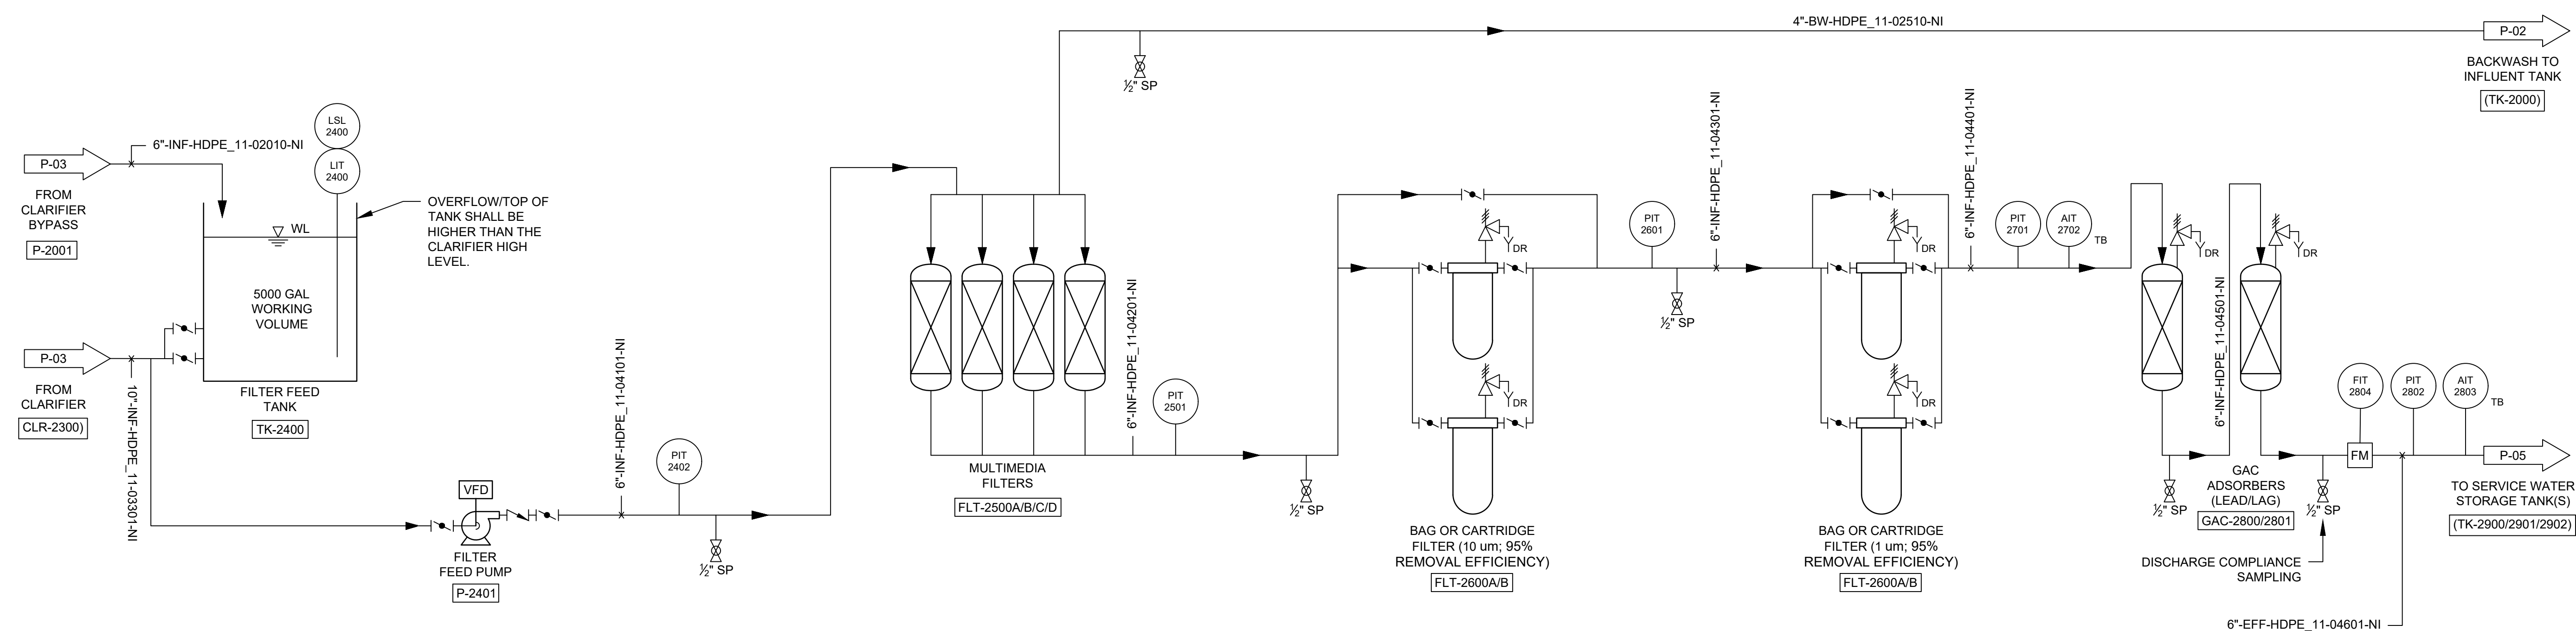 4"-BW-HDPE_11-02510-NI
P-02
BACKWASH TO
INFLUENT TANK
(TK-2000)
½" SP
LSL
2400
LIT
2400
6"-INF-HDPE_11-02010-NI
P-03
FROM
CLARIFIER
BYPASS
P-2001
OVERFLOW/TOP OF
TANK SHALL BE
HIGHER THAN THE
CLARIFIER HIGH
LEVEL.
WL
5000 GAL
WORKING
VOLUME
P-03
FROM
CLARIFIER
CLR-2300)
10"-INF-HDPE_11-03301-NI
FILTER FEED
TANK
TK-2400
VFD
FILTER
FEED PUMP
P-2401
6"-INF-HDPE_11-04101-NI
PIT
2402
½" SP
MULTIMEDIA
FILTERS
FLT-2500A/B/C/D
6"-INF-HDPE_11-04201-NI
PIT
2501
½" SP
DR
DR
BAG OR CARTRIDGE
FILTER (10 um; 95%
REMOVAL EFFICIENCY)
FLT-2600A/B
PIT
2601
½" SP
6"-INF-HDPE_11-04301-NI
DR
DR
BAG OR CARTRIDGE
FILTER (1 um; 95%
REMOVAL EFFICIENCY)
FLT-2600A/B
6"-INF-HDPE_11-04401-NI
PIT
2701
AIT
2702
TB
DR
DR
6"-INF-HDPE_11-04501-NI
½" SP
GAC
ADSORBERS
(LEAD/LAG)
GAC-2800/2801
½" SP
DISCHARGE COMPLIANCE
SAMPLING
FM
FIT
2804
PIT
2802
AIT
2803
TB
P-05
TO SERVICE WATER
STORAGE TANK(S)
(TK-2900/2901/2902)
6"-EFF-HDPE_11-04601-NI